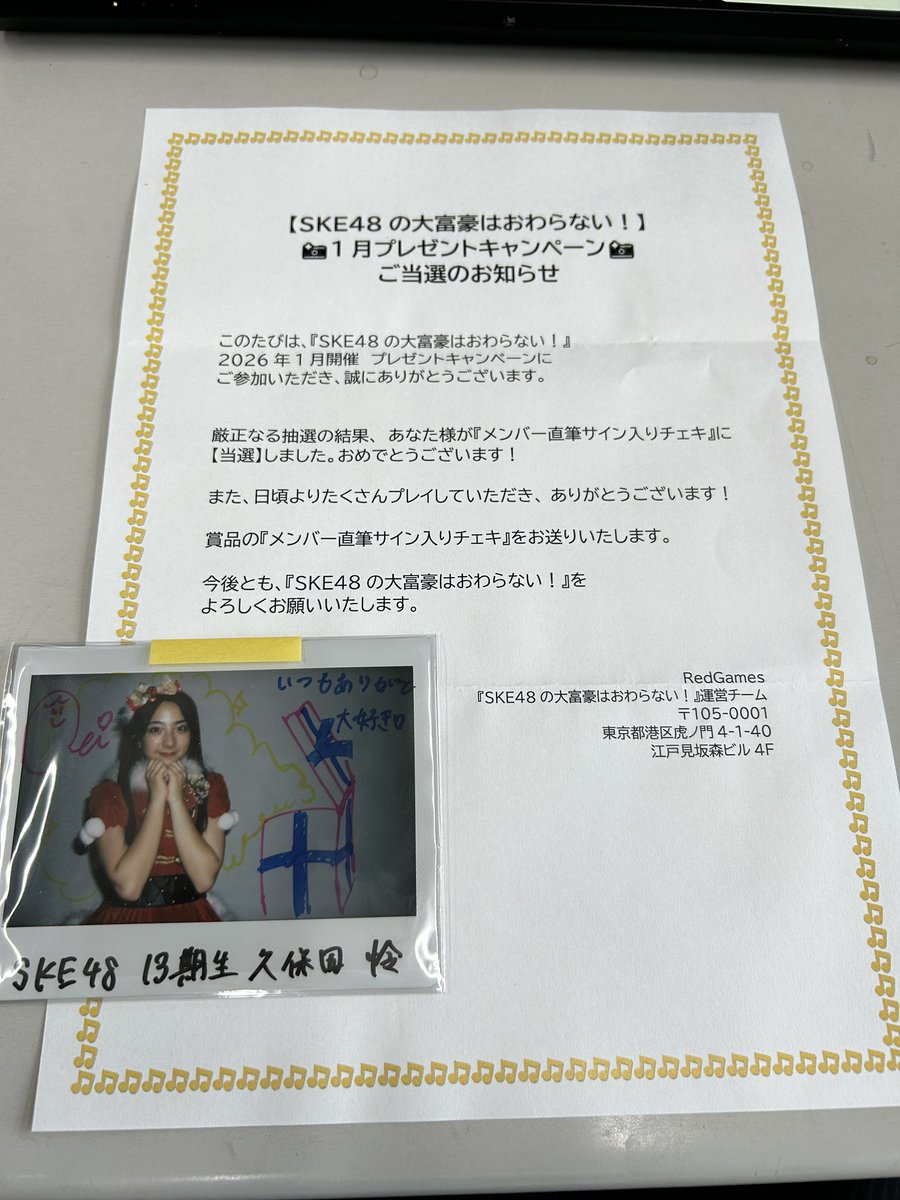 【SKE48 の大富豪はおわらない！】
📷1 月プレゼントキャンペーン📷
ご当選のお知らせ
このたびは、『SKE48 の大富豪はおわらない！』
2026 年 1 月開催 プレゼントキャンペーンに
ご参加いただき、誠にありがとうございます。
厳正なる抽選の結果、あなた様が『メンバー直筆サイン入りチェキ』に
【当選】しました。おめでとうございます！
また、日頃よりたくさんプレイしていただき、ありがとうございます！
賞品の『メンバー直筆サイン入りチェキ』をお送りいたします。
今後とも、『SKE48 の大富豪はおわらない！』を
よろしくお願いいたします。
RedGames
『SKE48 の大富豪はおわらない！』運営チーム
〒105-0001
東京都港区虎ノ門 4-1-40
江戸見坂森ビル 4F
いつもありがと
大好き
SKE48 13期生 久保田 怜